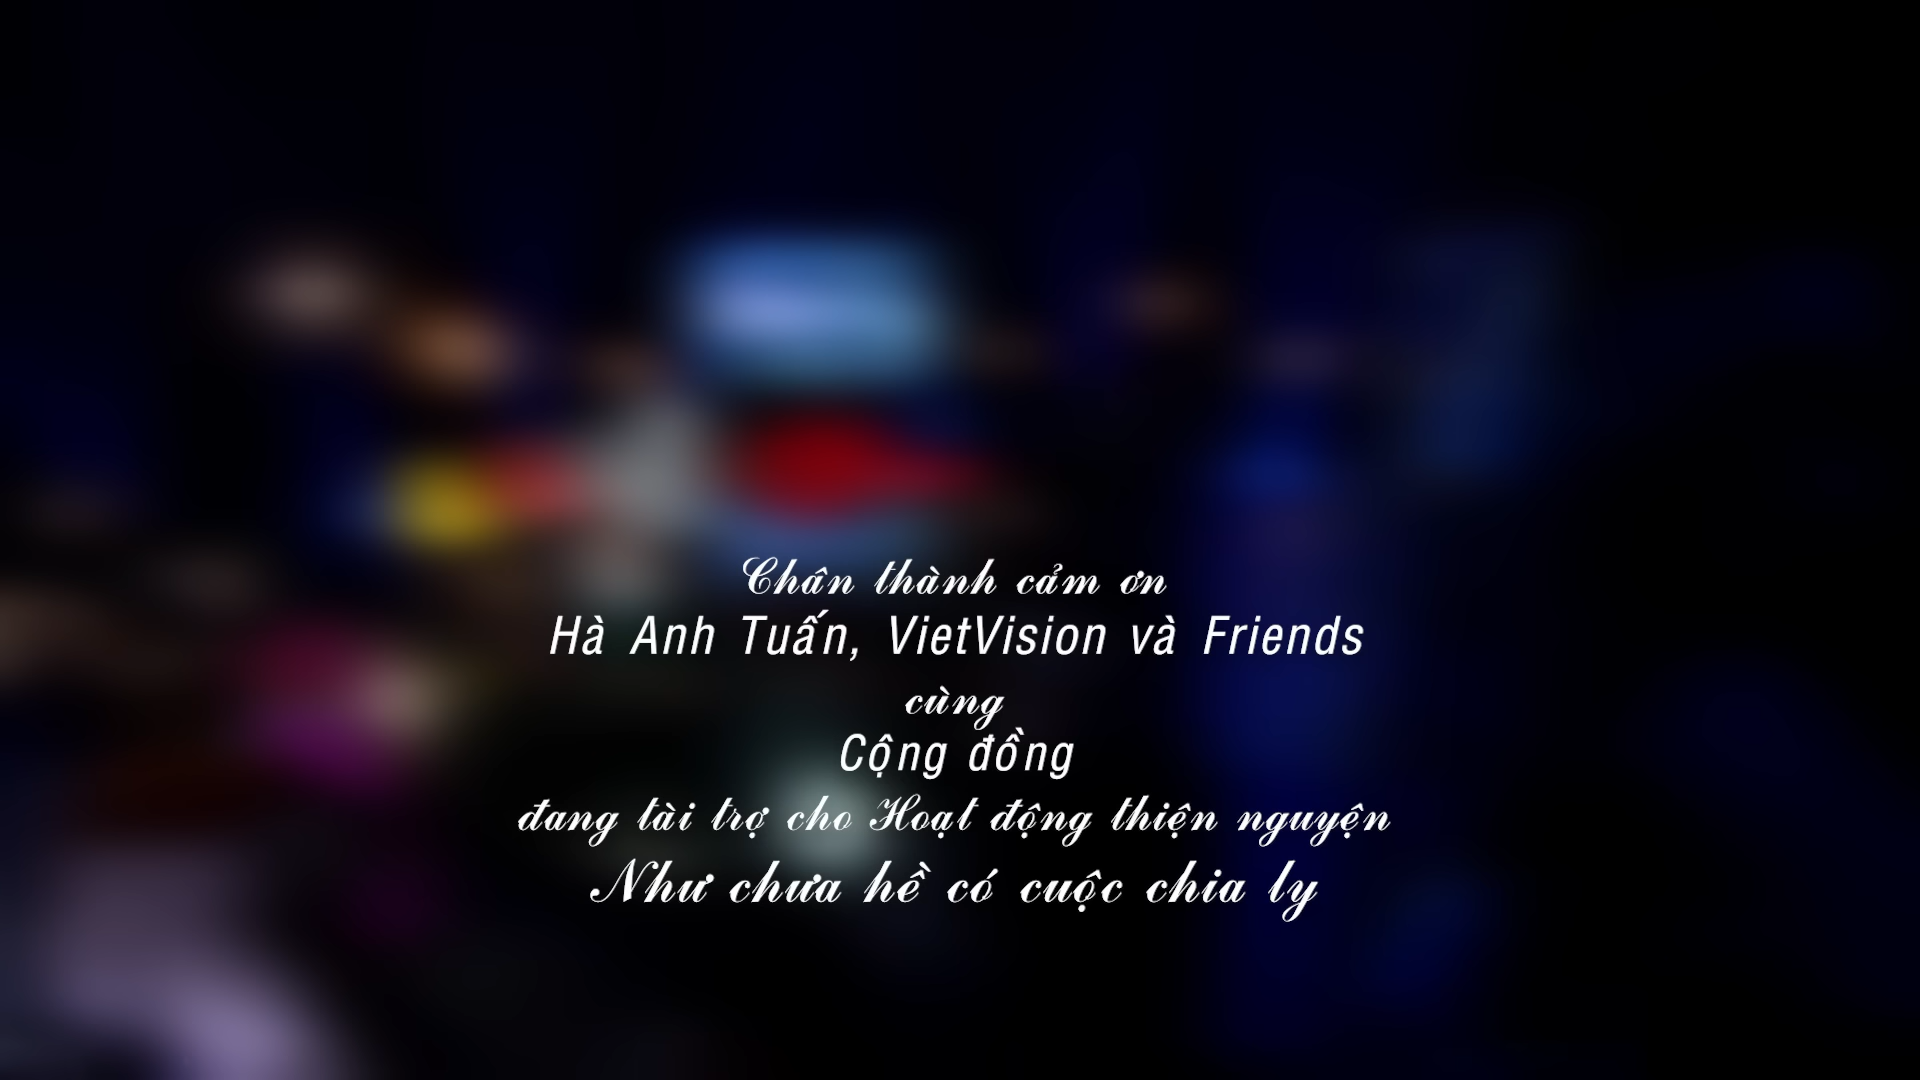 Chân thành cảm ơn
Hà Anh Tuấn, VietVision và Friends
cùng
Cộng đồng
đang tài trợ cho Hoạt động thiện nguyện
Như chưa hề có cuộc chia ly